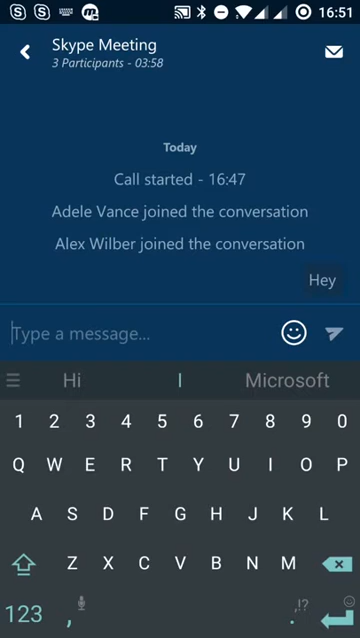 16:51
Skype Meeting
3 Participants - 03:58
Today
Call started - 16:47
Adele Vance joined the conversation
Alex Wilber joined the conversation
Hey
Type a message...
Hi I Microsoft
1 2 3 4 5 6 7 8 9 0
Q W E R T Y U I O P
A S D F G H J K L
Z X C V B N M
123 , . ,!?